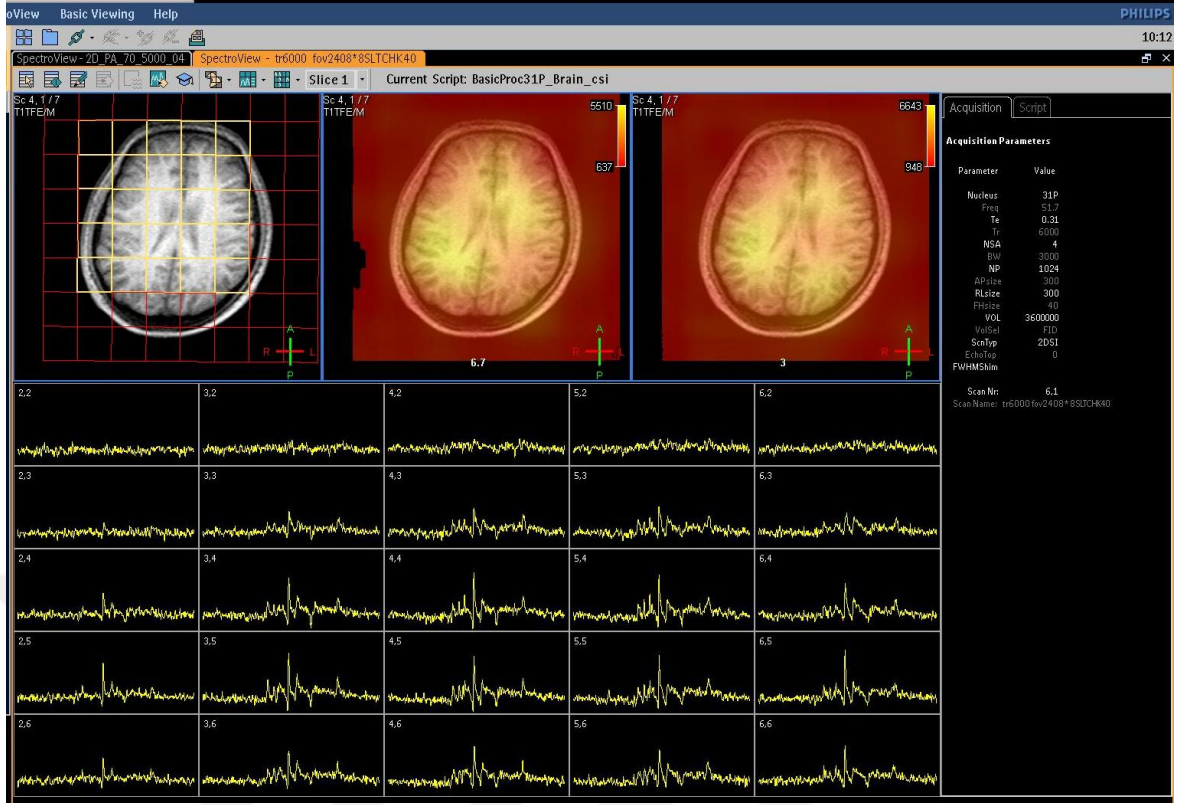 oView Basic Viewing Help PHILIPS
10:12
SpectroView - 2D_PA_70_5000_04 SpectroView - tr6000 fov2408*8SLTCHK40
Slice 1 Current Script: BasicProc31P_Brain_csi
Sc 4, 1 / 7
T1TFE/M
A
R L
P
Sc 4, 1 / 7
T1TFE/M
5510
637
6.7
A
R L
P
Sc 4, 1 / 7
T1TFE/M
6643
948
3
A
R L
P
Acquisition Script
Acquisition Parameters
Parameter Value
Nucleus 31P
Freq 51.7
Te 0.31
Tr 6000
NSA 4
BW 3000
NP 1024
APsize 300
RLsize 300
FHsize 40
VOL 3600000
VolSel FID
ScnTyp 2DSI
EchoTop 0
FWHMShim
Scan Nr: 6,1
Scan Name: tr6000 fov2408*8SLTCHK40
2,2 3,2 4,2 5,2 6,2
2,3 3,3 4,3 5,3 6,3
2,4 3,4 4,4 5,4 6,4
2,5 3,5 4,5 5,5 6,5
2,6 3,6 4,6 5,6 6,6